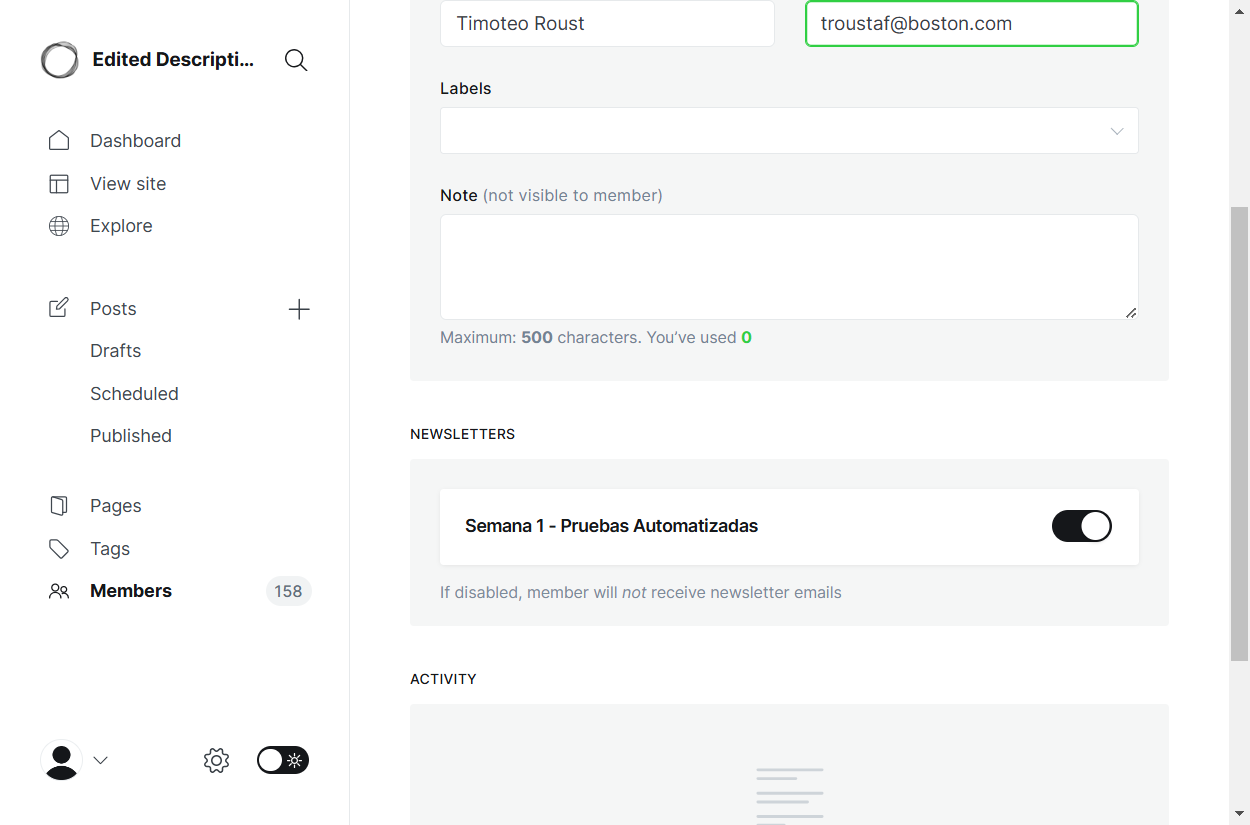 Edited Descripti...
Dashboard
View site
Explore
Posts
Drafts
Scheduled
Published
Pages
Tags
Members 158
Timoteo Roust
troustaf@boston.com
Labels
Note (not visible to member)
Maximum: 500 characters. You’ve used 0
NEWSLETTERS
Semana 1 - Pruebas Automatizadas
If disabled, member will not receive newsletter emails
ACTIVITY